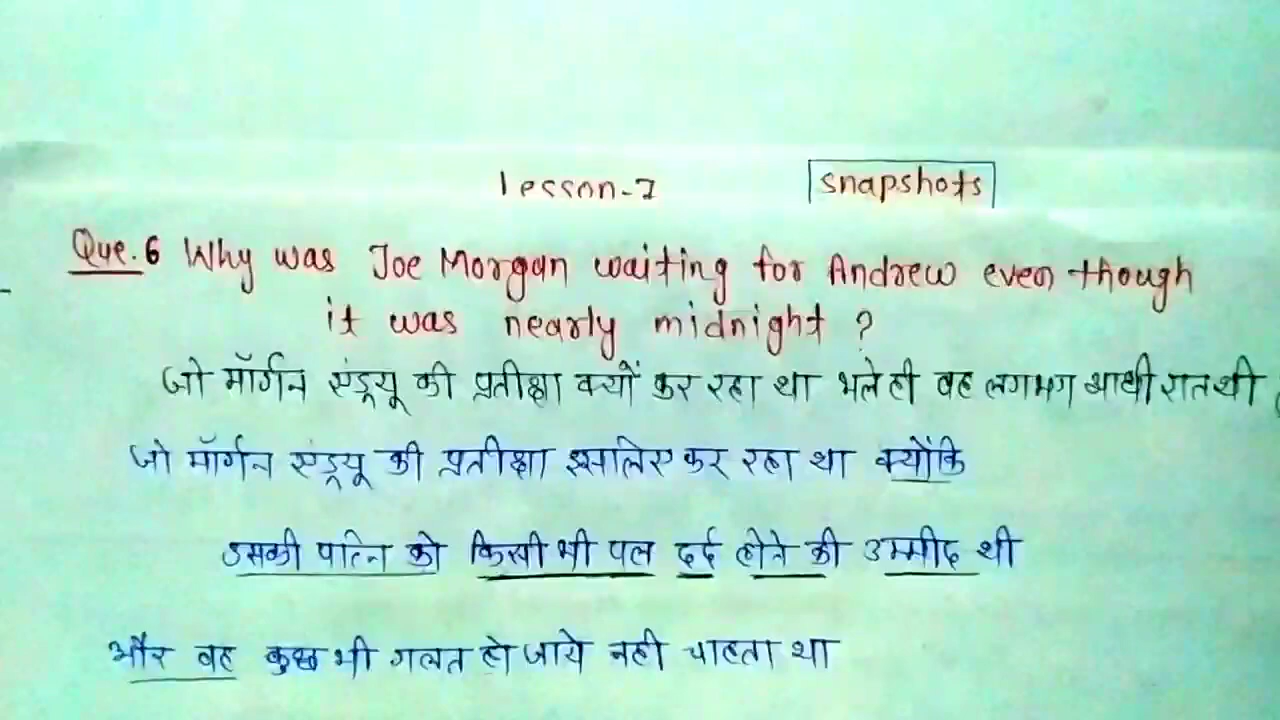 lesson-7
snapshots
Que.6 Why was Joe Morgan waiting for Andrew even though
it was nearly midnight ?
जो मॉर्गन एंड्रयू की प्रतीक्षा क्यों कर रहा था भले ही वह लगभग आधी रात थी
जो मॉर्गन एंड्रयू की प्रतीक्षा इसलिए कर रहा था क्योंकि
उसकी पत्नि को किसी भी पल दर्द होने की उम्मीद थी
और वह कुछ भी गलत हो जाये नही चाहता था